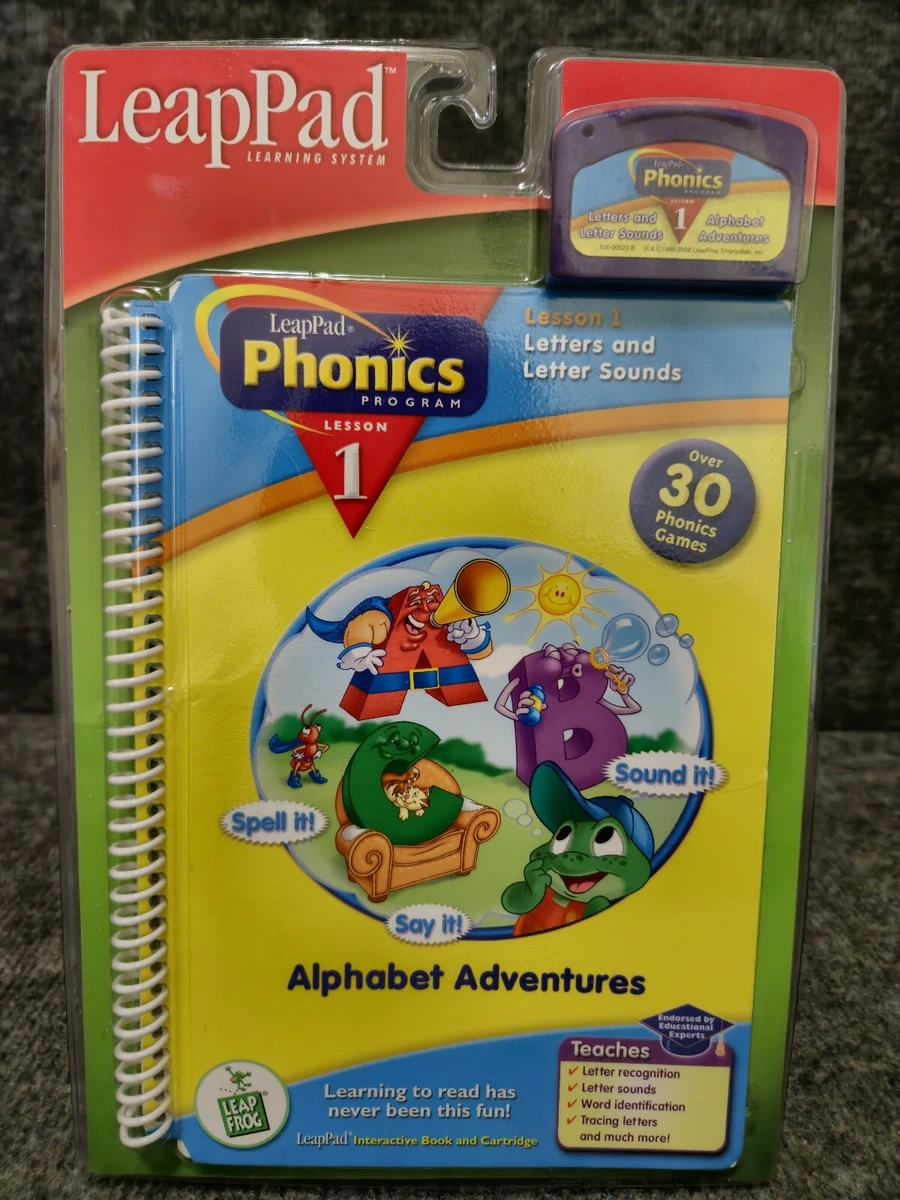 LeapPad™
LEARNING SYSTEM
LeapPad®
Phonics
PROGRAM
LESSON
1
Letters and
Letter Sounds
Alphabet
Adventures
LeapPad®
Phonics
PROGRAM
LESSON
1
Lesson 1
Letters and
Letter Sounds
Over
30
Phonics
Games
A
B
C
Sound it!
Spell it!
Say it!
Alphabet Adventures
Endorsed by
Educational
Experts
Teaches
✓ Letter recognition
✓ Letter sounds
✓ Word identification
✓ Tracing letters
and much more!
LEAP
FROG
Learning to read has
never been this fun!
LeapPad® Interactive Book and Cartridge